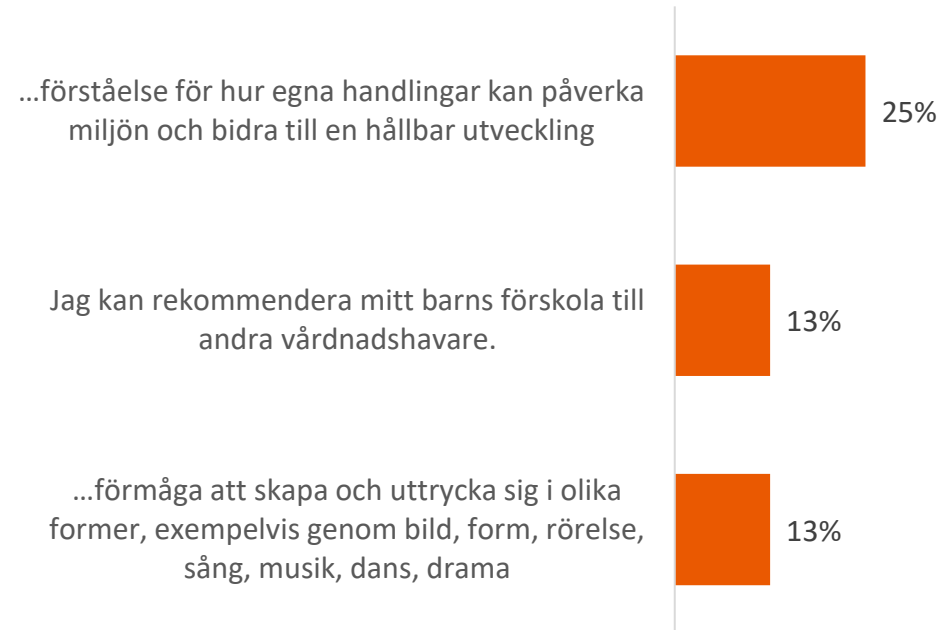 …förståelse för hur egna handlingar kan påverka
miljön och bidra till en hållbar utveckling
25%
Jag kan rekommendera mitt barns förskola till
andra vårdnadshavare.
13%
…förmåga att skapa och uttrycka sig i olika
former, exempelvis genom bild, form, rörelse,
sång, musik, dans, drama
13%